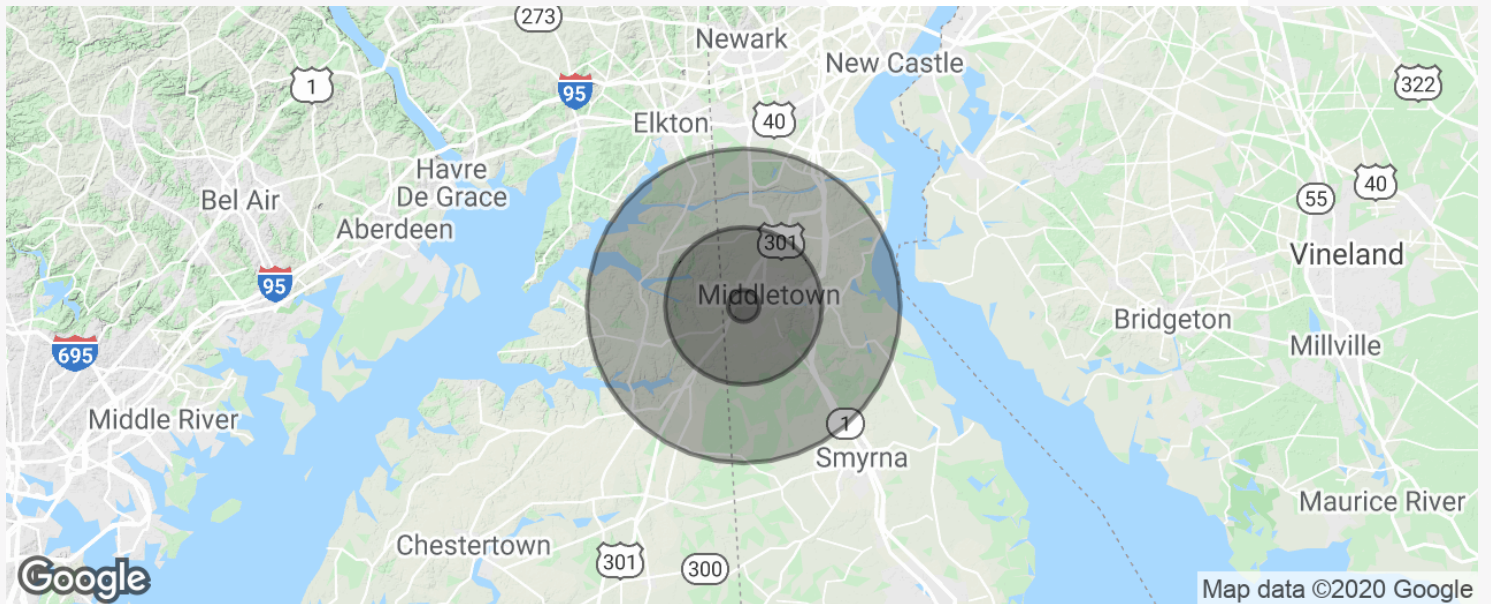 273
Newark
New Castle
1
95
322
Elkton
40
Havre
De Grace
Bel Air
40
55
Aberdeen
301
Vineland
95
Middletown
Bridgeton
695
Millville
Middle River
1
Smyrna
Maurice River
Chestertown
301
300
Google
Map data ©2020 Google